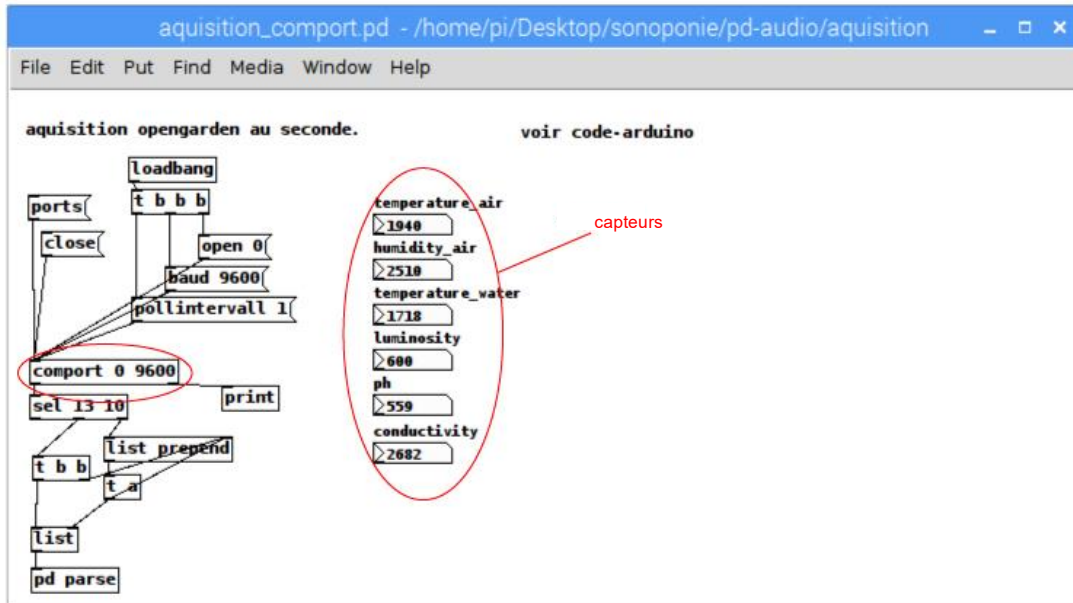 aquisition_comport.pd - /home/pi/Desktop/sonoponie/pd-audio/aquisition
File Edit Put Find Media Window Help
aquisition opengarden au seconde.
voir code-arduino
loadbang
ports
t b b b
close
open 0
baud 9600
pollintervall 1
comport 0 9600
print
sel 13 10
list prepend
t b b
t a
list
pd parse
temperature_air
1940
humidity_air
2510
temperature_water
1718
luminosity
600
ph
559
conductivity
2682
capteurs